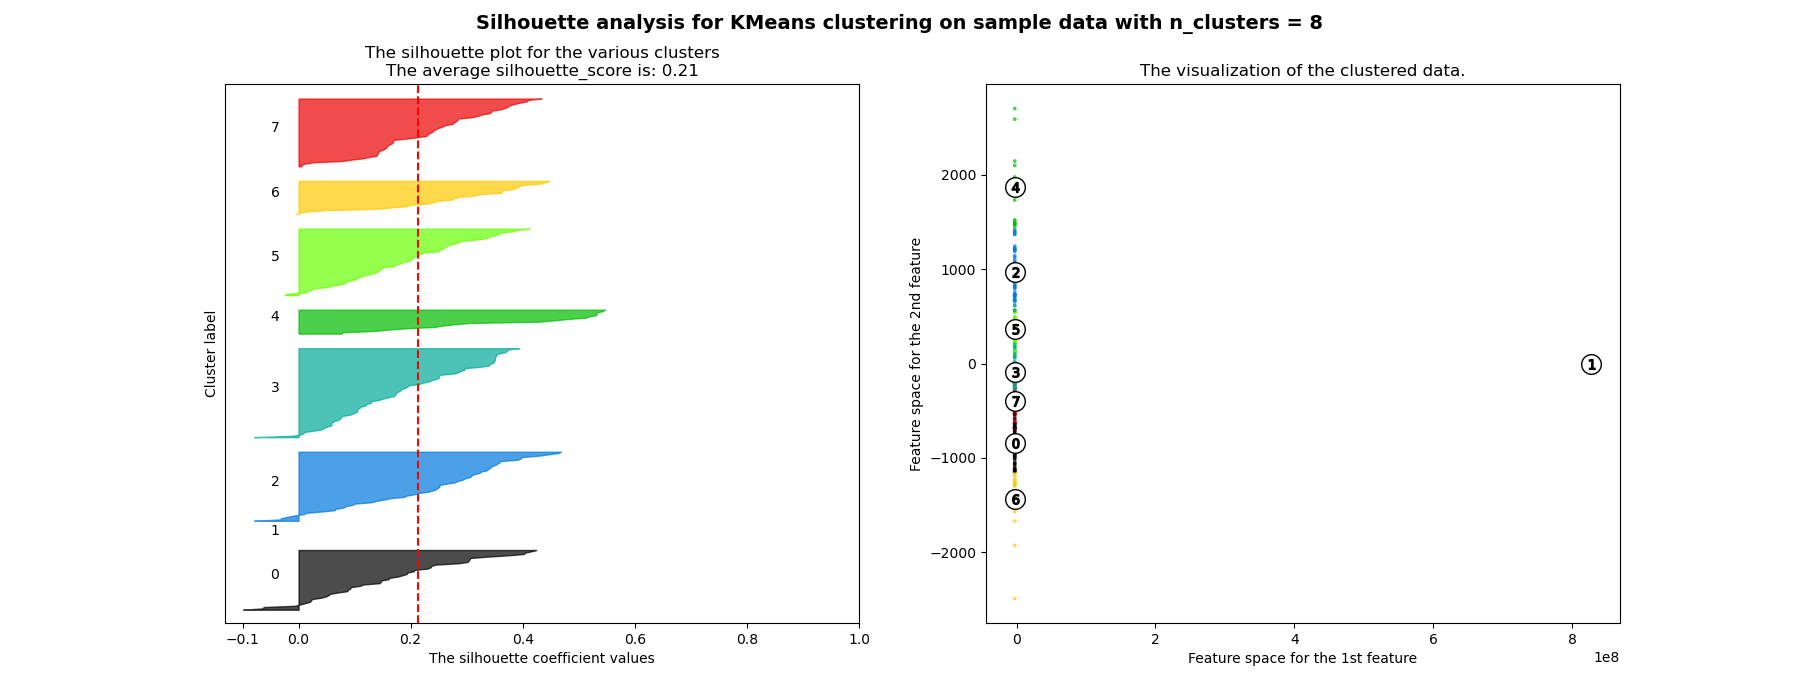 Silhouette analysis for KMeans clustering on sample data with n_clusters = 8
The silhouette plot for the various clusters
The average silhouette_score is: 0.21
7
6
5
4
3
2
1
0
Cluster label
−0.1 0.0 0.2 0.4 0.6 0.8 1.0
The silhouette coefficient values
The visualization of the clustered data.
2000
1000
0
−1000
−2000
Feature space for the 2nd feature
4
2
5
3
1
7
0
6
0 2 4 6 8
1e8
Feature space for the 1st feature